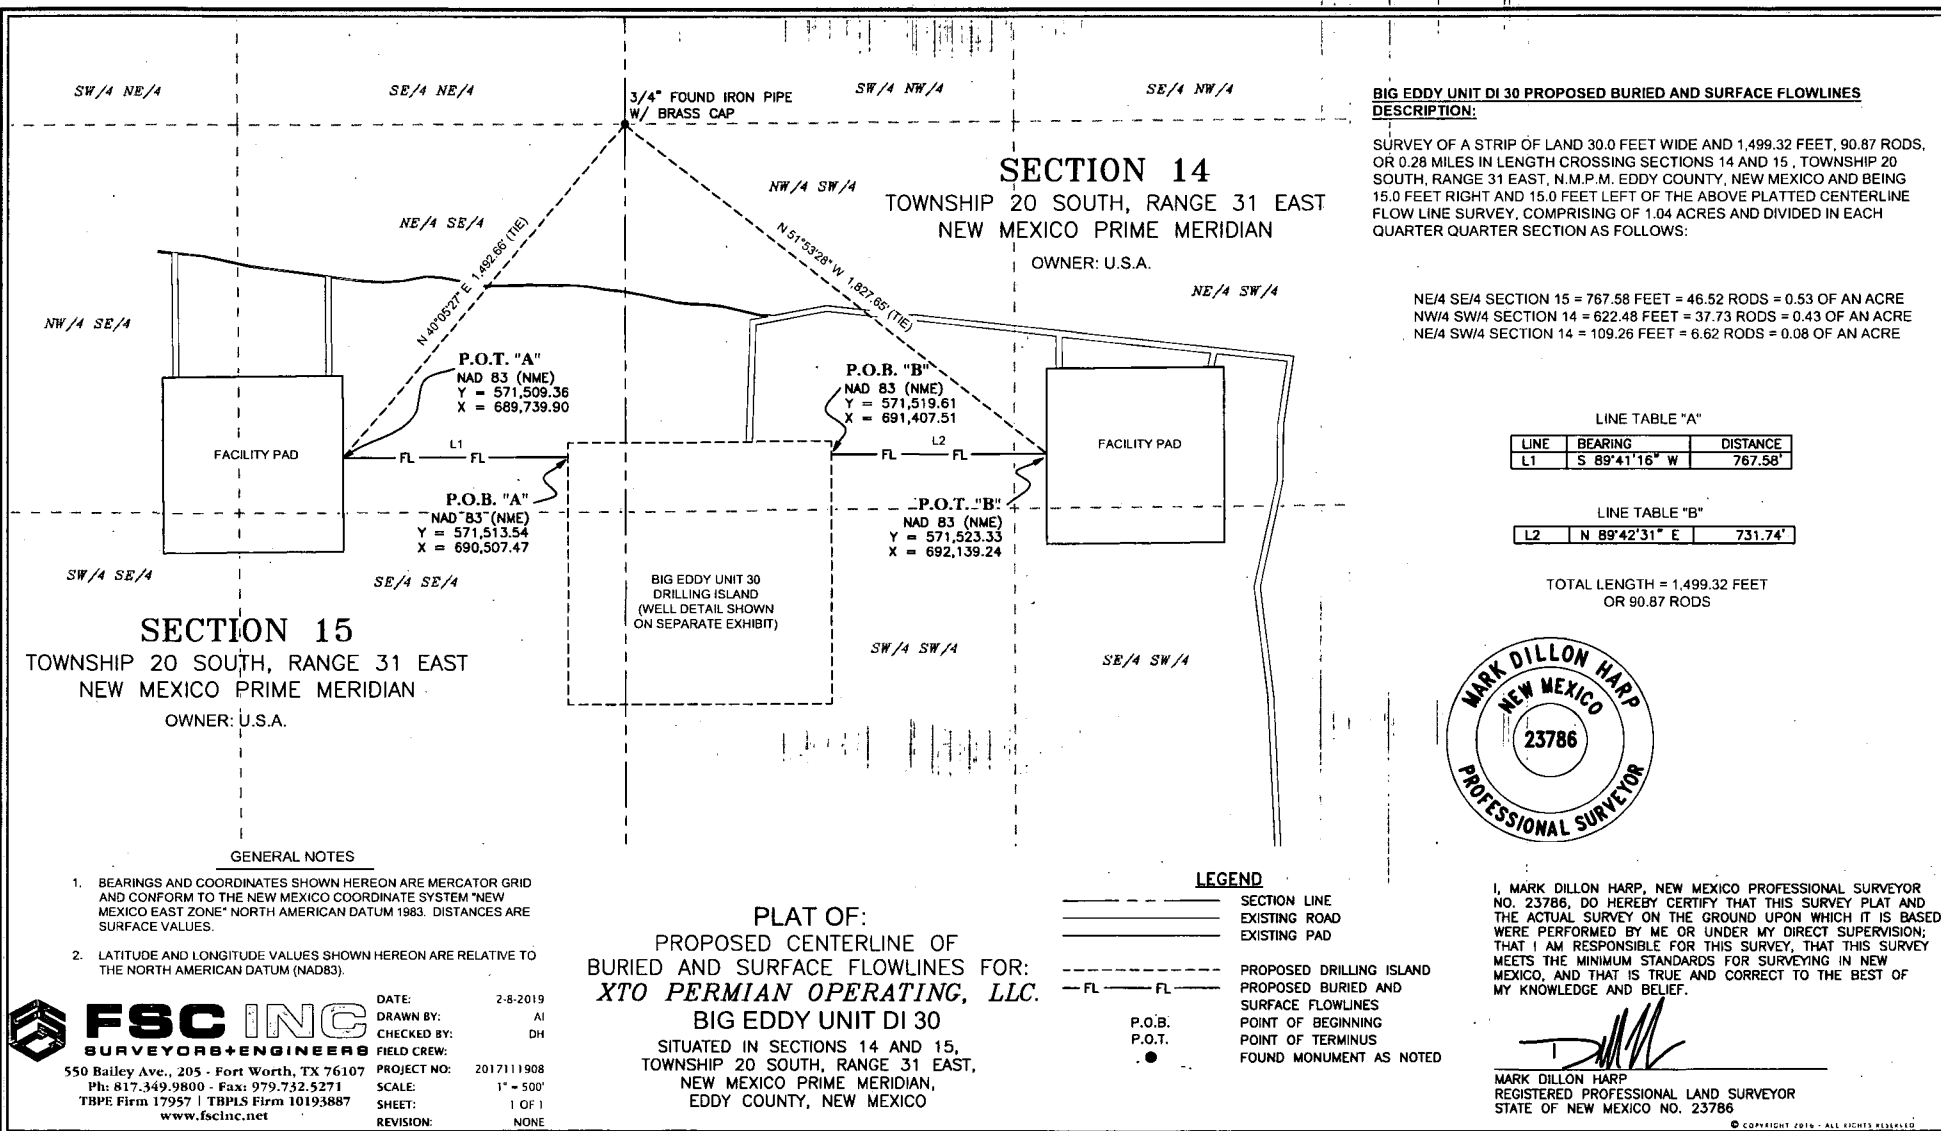 SW/4 NE/4
SE/4 NE/4
3/4" FOUND IRON PIPE
W/ BRASS CAP
SW/4 NW/4
SE/4 NW/4
SECTION 14
TOWNSHIP 20 SOUTH, RANGE 31 EAST
NEW MEXICO PRIME MERIDIAN
OWNER: U.S.A.
NW/4 SW/4
NE/4 SE/4
NE/4 SW/4
NW/4 SE/4
N 40°05'27" E 1,492.66' (TIE)
N 51°53'28" W 1,827.65' (TIE)
P.O.T. "A"
NAD 83 (NME)
Y = 571,509.36
X = 689,739.90
P.O.B. "B"
NAD 83 (NME)
Y = 571,519.61
X = 691,407.51
FACILITY PAD
L1
FL FL
L2
FL FL
FACILITY PAD
P.O.B. "A"
NAD 83 (NME)
Y = 571,513.54
X = 690,507.47
P.O.T. "B"
NAD 83 (NME)
Y = 571,523.33
X = 692,139.24
SW/4 SE/4
SE/4 SE/4
BIG EDDY UNIT 30
DRILLING ISLAND
(WELL DETAIL SHOWN
ON SEPARATE EXHIBIT)
SW/4 SW/4
SE/4 SW/4
SECTION 15
TOWNSHIP 20 SOUTH, RANGE 31 EAST
NEW MEXICO PRIME MERIDIAN
OWNER: U.S.A.
BIG EDDY UNIT DI 30 PROPOSED BURIED AND SURFACE FLOWLINES
DESCRIPTION:
SURVEY OF A STRIP OF LAND 30.0 FEET WIDE AND 1,499.32 FEET, 90.87 RODS,
OR 0.28 MILES IN LENGTH CROSSING SECTIONS 14 AND 15 , TOWNSHIP 20
SOUTH, RANGE 31 EAST, N.M.P.M. EDDY COUNTY, NEW MEXICO AND BEING
15.0 FEET RIGHT AND 15.0 FEET LEFT OF THE ABOVE PLATTED CENTERLINE
FLOW LINE SURVEY, COMPRISING OF 1.04 ACRES AND DIVIDED IN EACH
QUARTER QUARTER SECTION AS FOLLOWS:
NE/4 SE/4 SECTION 15 = 767.58 FEET = 46.52 RODS = 0.53 OF AN ACRE
NW/4 SW/4 SECTION 14 = 622.48 FEET = 37.73 RODS = 0.43 OF AN ACRE
NE/4 SW/4 SECTION 14 = 109.26 FEET = 6.62 RODS = 0.08 OF AN ACRE
LINE TABLE "A"
LINE BEARING DISTANCE
L1 S 89°41'16" W 767.58'
LINE TABLE "B"
L2 N 89°42'31" E 731.74'
TOTAL LENGTH = 1,499.32 FEET
OR 90.87 RODS
MARK DILLON HARP
NEW MEXICO
23786
PROFESSIONAL SURVEYOR
GENERAL NOTES
1. BEARINGS AND COORDINATES SHOWN HEREON ARE MERCATOR GRID
AND CONFORM TO THE NEW MEXICO COORDINATE SYSTEM "NEW
MEXICO EAST ZONE" NORTH AMERICAN DATUM 1983. DISTANCES ARE
SURFACE VALUES.
2. LATITUDE AND LONGITUDE VALUES SHOWN HEREON ARE RELATIVE TO
THE NORTH AMERICAN DATUM (NAD83).
FSC INC
SURVEYORS+ENGINEERS
550 Bailey Ave., 205 - Fort Worth, TX 76107
Ph: 817.349.9800 - Fax: 979.732.5271
TBPE Firm 17957 | TBPLS Firm 10193887
www.fscinc.net
DATE: 2-8-2019
DRAWN BY: AI
CHECKED BY: DH
FIELD CREW:
PROJECT NO: 2017111908
SCALE: 1" = 500'
SHEET: 1 OF 1
REVISION: NONE
PLAT OF:
PROPOSED CENTERLINE OF
BURIED AND SURFACE FLOWLINES FOR:
XTO PERMIAN OPERATING, LLC.
BIG EDDY UNIT DI 30
SITUATED IN SECTIONS 14 AND 15,
TOWNSHIP 20 SOUTH, RANGE 31 EAST,
NEW MEXICO PRIME MERIDIAN,
EDDY COUNTY, NEW MEXICO
LEGEND
SECTION LINE
EXISTING ROAD
EXISTING PAD
PROPOSED DRILLING ISLAND
FL FL PROPOSED BURIED AND
SURFACE FLOWLINES
P.O.B. POINT OF BEGINNING
P.O.T. POINT OF TERMINUS
FOUND MONUMENT AS NOTED
I, MARK DILLON HARP, NEW MEXICO PROFESSIONAL SURVEYOR
NO. 23786, DO HEREBY CERTIFY THAT THIS SURVEY PLAT AND
THE ACTUAL SURVEY ON THE GROUND UPON WHICH IT IS BASED
WERE PERFORMED BY ME OR UNDER MY DIRECT SUPERVISION;
THAT I AM RESPONSIBLE FOR THIS SURVEY, THAT THIS SURVEY
MEETS THE MINIMUM STANDARDS FOR SURVEYING IN NEW
MEXICO, AND THAT IS TRUE AND CORRECT TO THE BEST OF
MY KNOWLEDGE AND BELIEF.
MARK DILLON HARP
REGISTERED PROFESSIONAL LAND SURVEYOR
STATE OF NEW MEXICO NO. 23786
© COPYRIGHT 2016 - ALL RIGHTS RESERVED